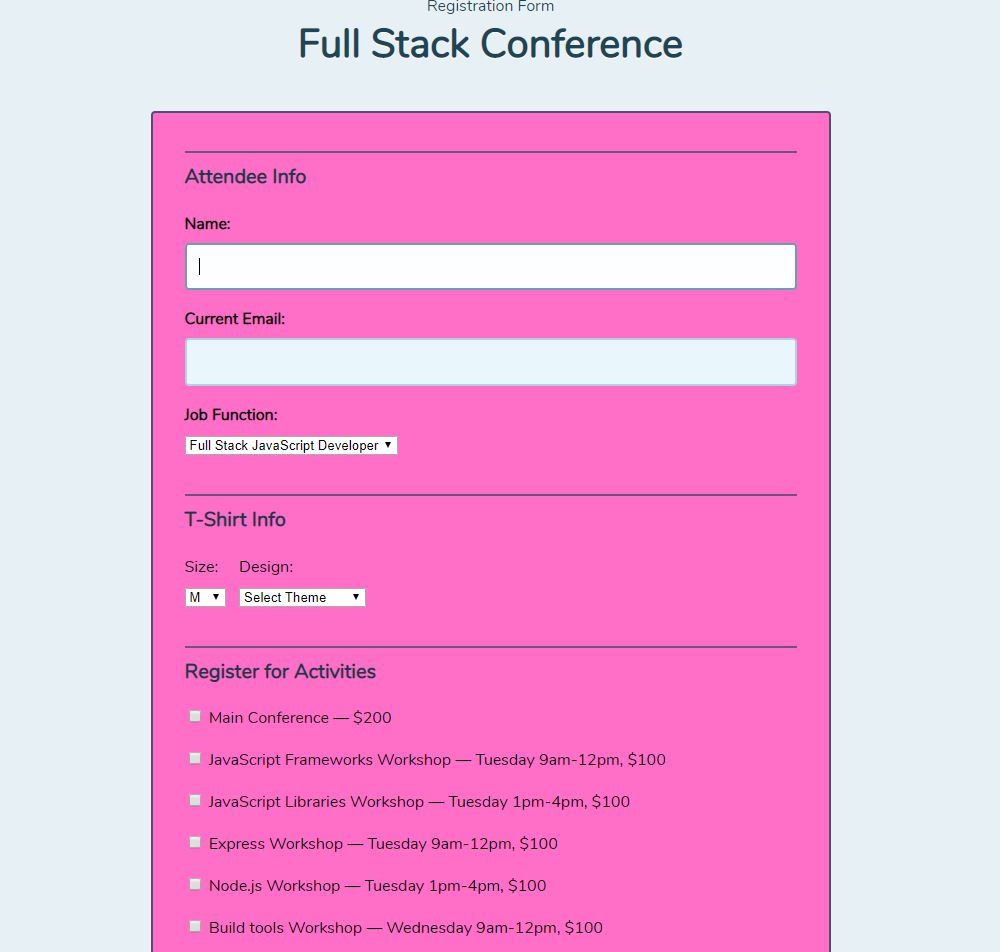 Registration Form
Full Stack Conference
Attendee Info
Name:
Current Email:
Job Function:
Full Stack JavaScript Developer
T-Shirt Info
Size: Design:
M Select Theme
Register for Activities
Main Conference — $200
JavaScript Frameworks Workshop — Tuesday 9am-12pm, $100
JavaScript Libraries Workshop — Tuesday 1pm-4pm, $100
Express Workshop — Tuesday 9am-12pm, $100
Node.js Workshop — Tuesday 1pm-4pm, $100
Build tools Workshop — Wednesday 9am-12pm, $100